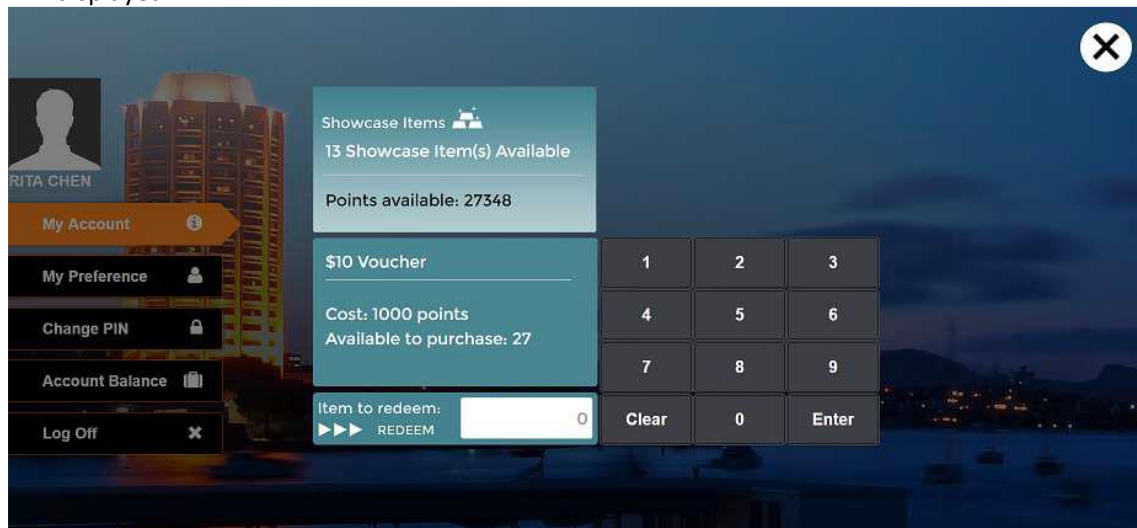 RITA CHEN
My Account
My Preference
Change PIN
Account Balance
Log Off
Showcase Items
13 Showcase Item(s) Available
Points available: 27348
$10 Voucher
Cost: 1000 points
Available to purchase: 27
Item to redeem:
REDEEM
0
1 2 3
4 5 6
7 8 9
Clear 0 Enter